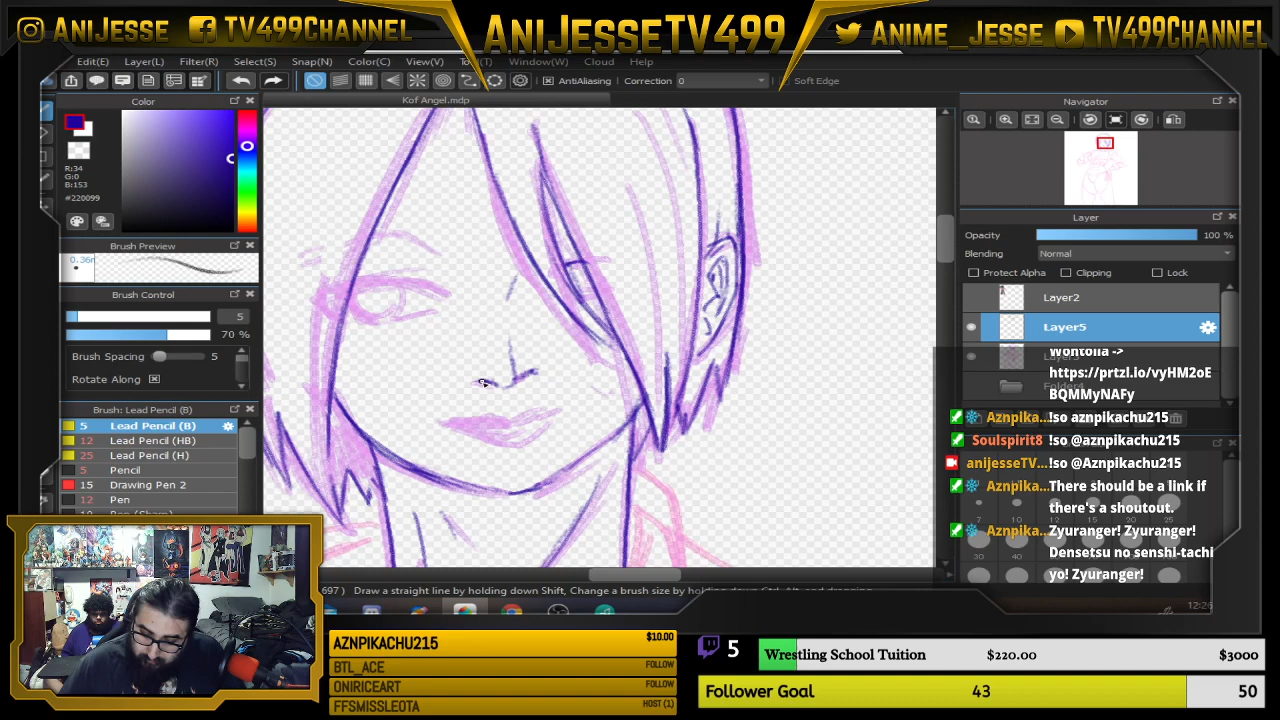 ANIJESSE TV499CHANNEL
ANIJESSETV499
ANIME_JESSE TV499CHANNEL
Edit(E) Layer(L) Filter(R) Select(S) Snap(N) Color(C) View(V) Window(W) Cloud Help
AntiAliasing Correction 0 Soft Edge
Color
Kof Angel.mdp
Navigator
R:34
G:0
B:153
#220099
Brush Preview
Brush Control
5
70 %
Brush Spacing 5
Rotate Along
Brush: Lead Pencil (B)
5 Lead Pencil (B)
12 Lead Pencil (HB)
25 Lead Pencil (H)
5 Pencil
15 Drawing Pen 2
12 Pen
Layer
Opacity 100 %
Blending Normal
Protect Alpha Clipping Lock
Layer2
Layer5
Wontolla ->
https://prtzl.io/vyHM2oE
BQMMyNAFy
Aznpika...: !so aznpikachu215
Soulspirit8 !so @aznpikachu215
anijesseTV...: !so @Aznpikachu215
Aznpika...: There should be a link if
there's a shoutout.
Aznpika...: Zyuranger! Zyuranger!
Densetsu no senshi-tachi
yo! Zyuranger!
697 ) Draw a straight line by holding down Shift, Change a brush size by holding down Ctrl, Alt, and dragging
AZNPIKACHU215 $10.00
BTL_ACE FOLLOW
ONIRICEART FOLLOW
FFSMISSLEOTA HOST (1)
5
Wrestling School Tuition $220.00 $3000
Follower Goal 43 50